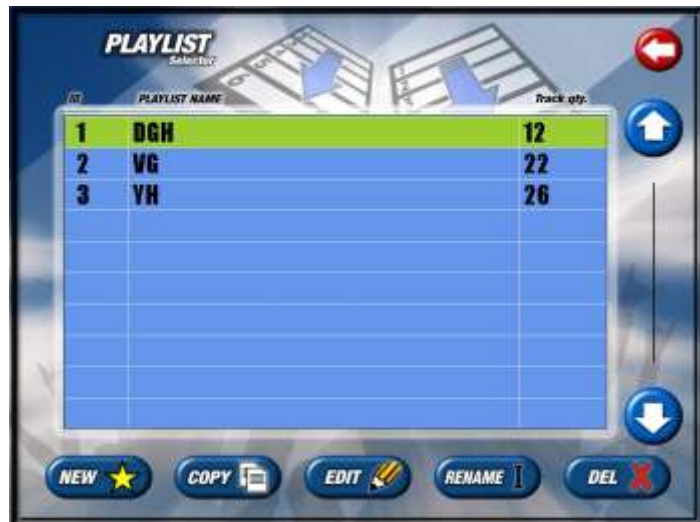 PLAYLIST
Selector
ID PLAYLIST NAME Track qty.
1 DGH 12
2 VG 22
3 YH 26
NEW COPY EDIT RENAME DEL